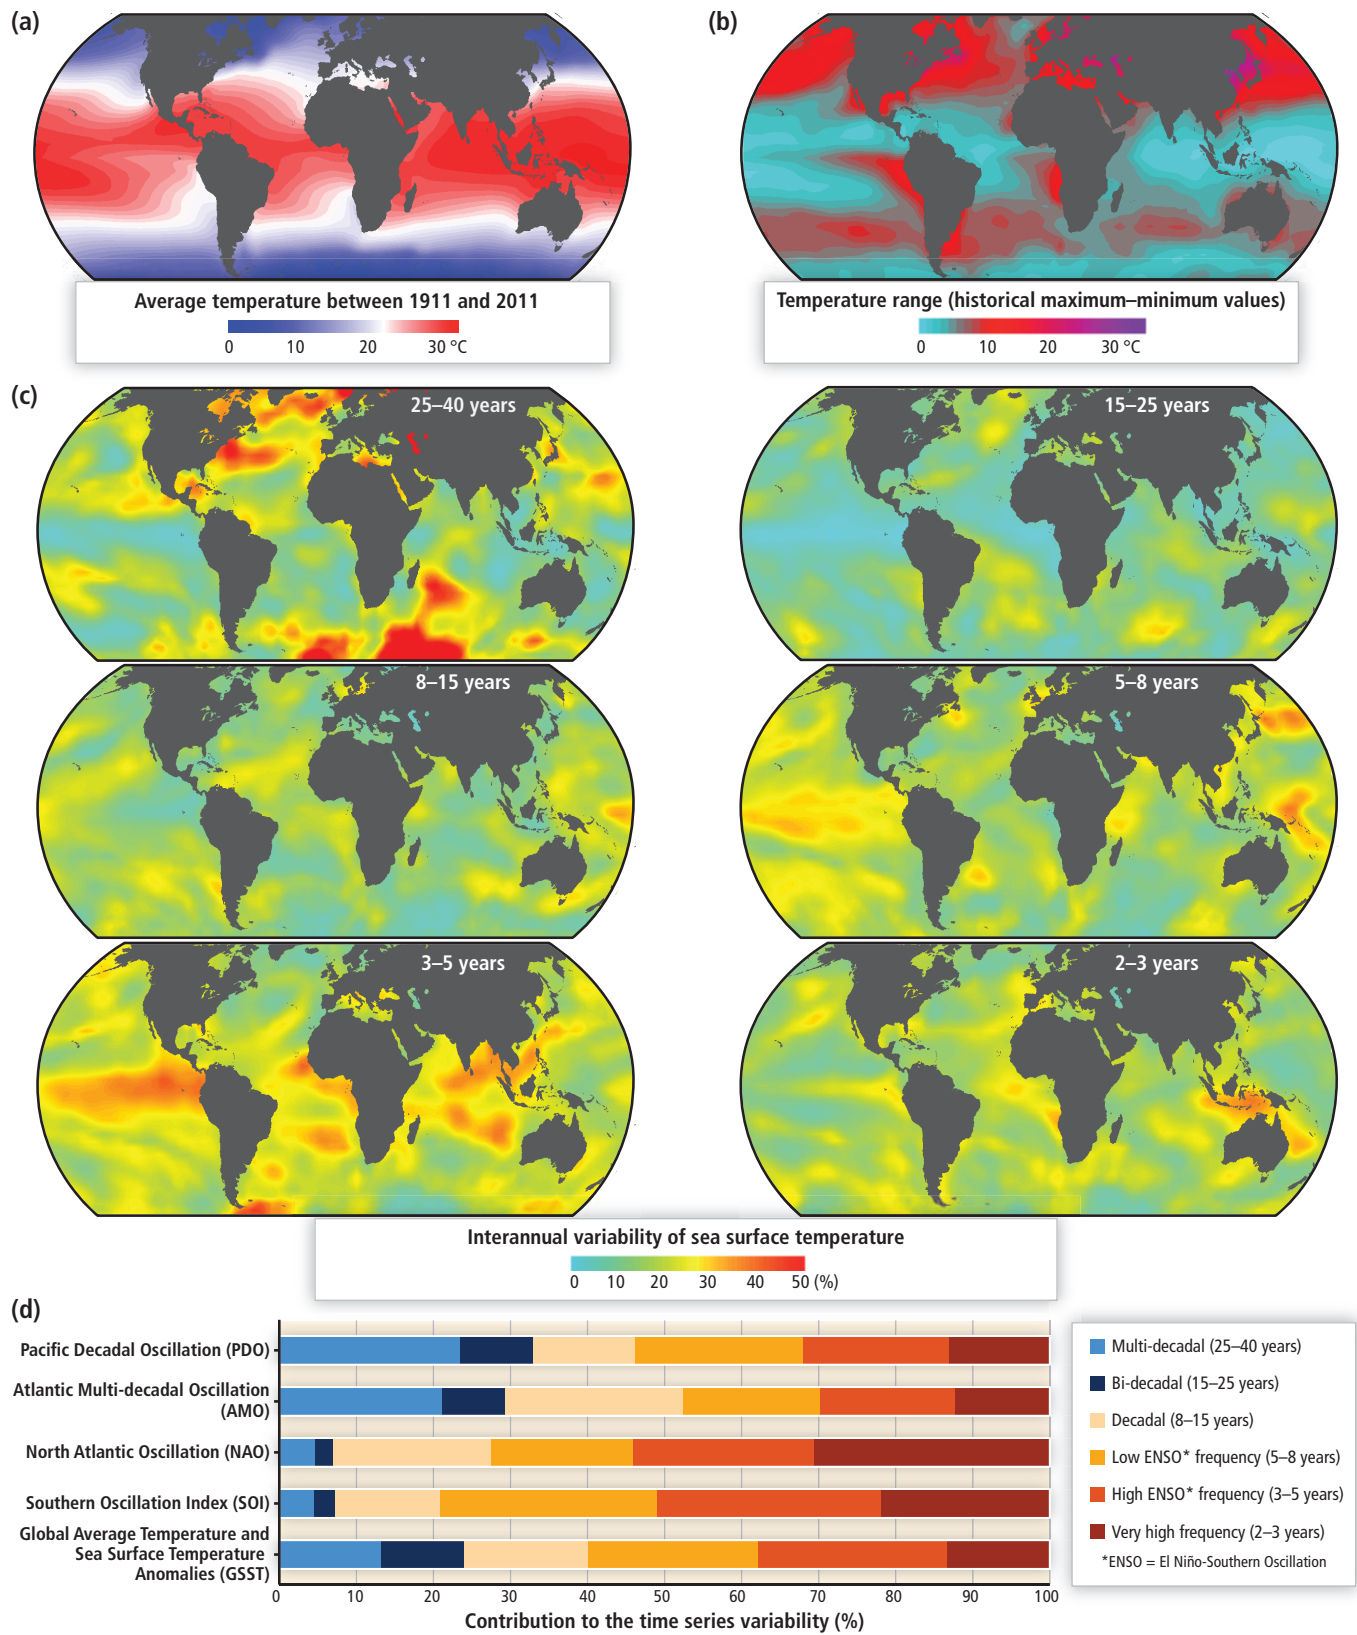 (a)
(b)
Average temperature between 1911 and 2011
0 10 20 30 °C
Temperature range (historical maximum–minimum values)
0 10 20 30 °C
(c)
25–40 years
15–25 years
8–15 years
5–8 years
3–5 years
2–3 years
Interannual variability of sea surface temperature
0 10 20 30 40 50 (%)
(d)
Pacific Decadal Oscillation (PDO)
Atlantic Multi-decadal Oscillation
(AMO)
North Atlantic Oscillation (NAO)
Southern Oscillation Index (SOI)
Global Average Temperature and
Sea Surface Temperature
Anomalies (GSST)
0 10 20 30 40 50 60 70 80 90 100
Contribution to the time series variability (%)
Multi-decadal (25–40 years)
Bi-decadal (15–25 years)
Decadal (8–15 years)
Low ENSO* frequency (5–8 years)
High ENSO* frequency (3–5 years)
Very high frequency (2–3 years)
*ENSO = El Niño-Southern Oscillation